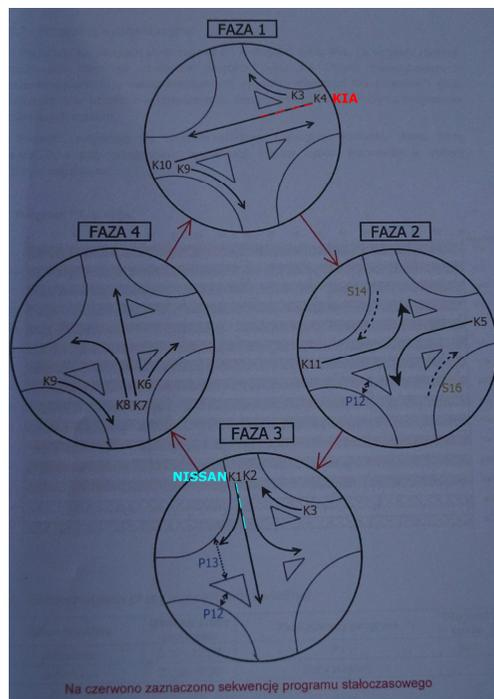 FAZA 1
K3
K4 KIA
K10
K9
FAZA 4
FAZA 2
S14
K5
K11
K9
K6
K8 K7
P12
S16
FAZA 3
NISSAN K1 K2
K3
P13
P12
Na czerwono zaznaczono sekwencję programu stałoczasowego